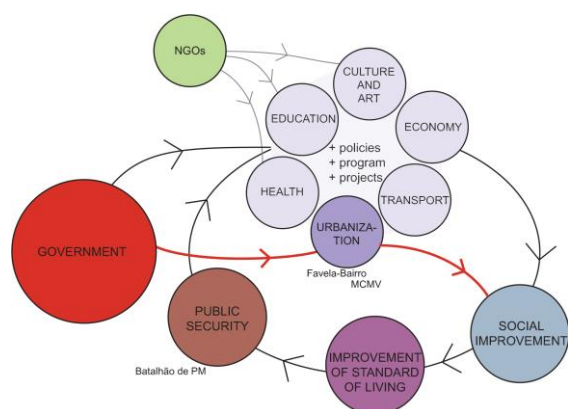 NGOs
CULTURE
AND
ART
EDUCATION
ECONOMY
+ policies
+ program
+ projects
HEALTH
TRANSPORT
URBANIZA-
TION
GOVERNMENT
Favela-Bairro
MCMV
PUBLIC
SECURITY
SOCIAL
IMPROVEMENT
IMPROVEMENT
OF STANDARD
OF LIVING
Batalhão de PM